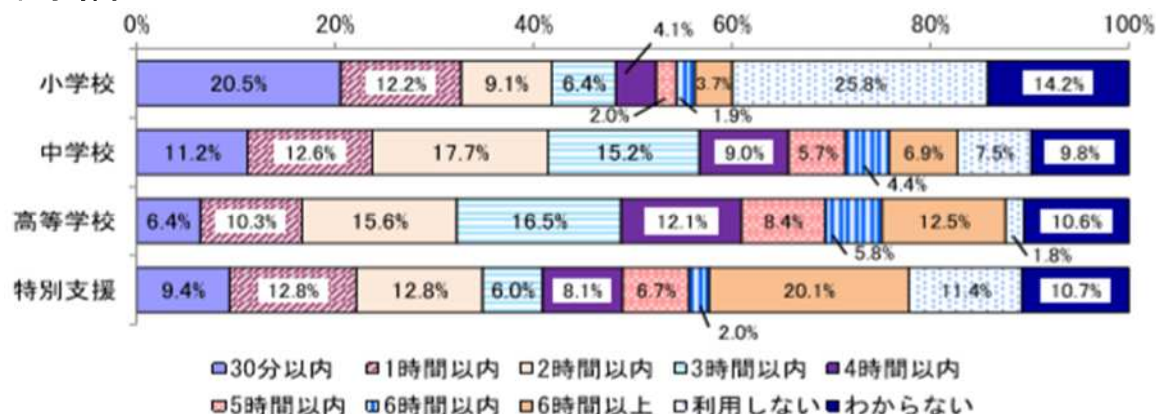 0% 20% 40% 60% 80% 100%
4.1%
小学校 20.5% 12.2% 9.1% 6.4% 3.7% 25.8% 14.2%
2.0% 1.9%
中学校 11.2% 12.6% 17.7% 15.2% 9.0% 5.7% 6.9% 7.5% 9.8%
4.4%
高等学校 6.4% 10.3% 15.6% 16.5% 12.1% 8.4% 12.5% 10.6%
5.8% 1.8%
特別支援 9.4% 12.8% 12.8% 6.0% 8.1% 6.7% 20.1% 11.4% 10.7%
2.0%
30分以内 1時間以内 2時間以内 3時間以内 4時間以内
5時間以内 6時間以内 6時間以上 利用しない わからない